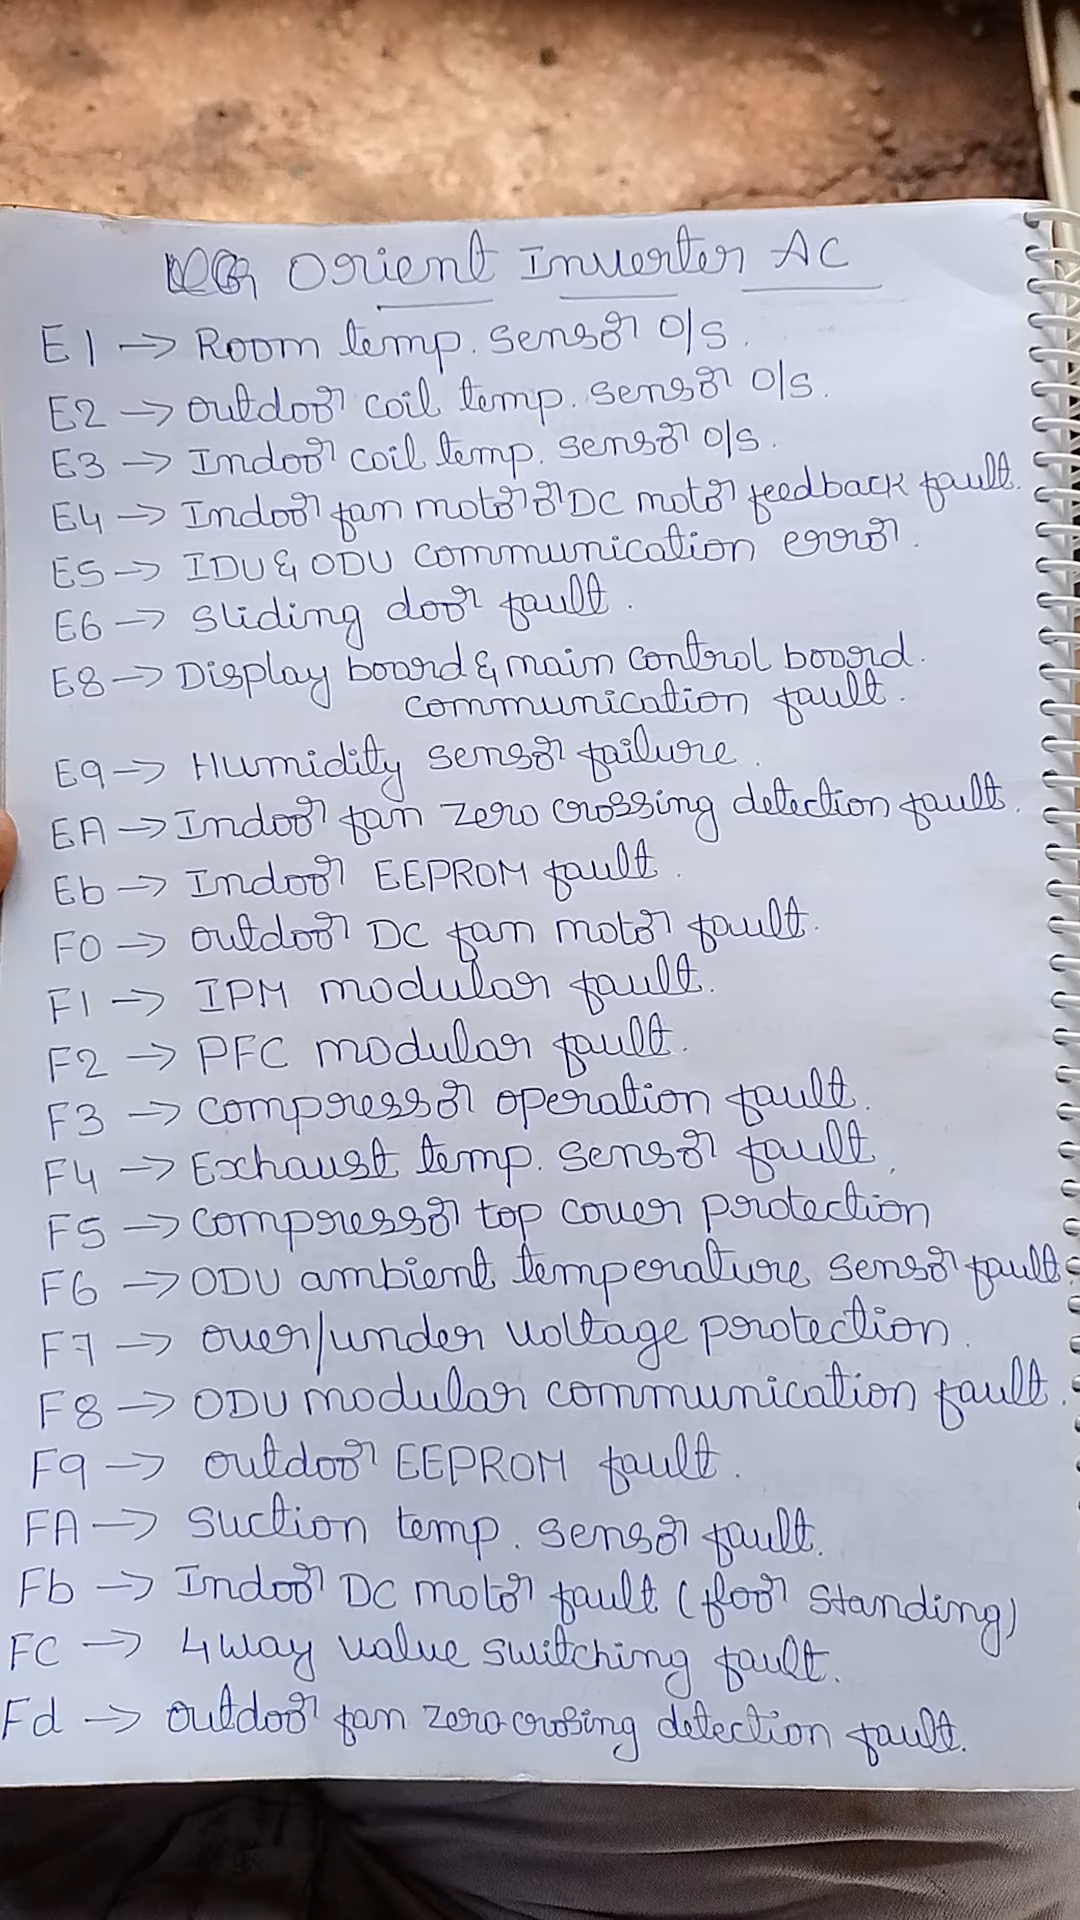 Orient Inverter AC
E1 → Room temp. sensor o/s.
E2 → outdoor coil temp. sensor o/s.
E3 → Indoor coil temp. sensor o/s.
E4 → Indoor fan motor or DC motor feedback fault.
E5 → IDU & ODU communication error.
E6 → sliding door fault.
E8 → Display board & main control board.
communication fault.
E9 → Humidity sensor failure.
EA → Indoor fan zero crossing detection fault.
Eb → Indoor EEPROM fault.
F0 → outdoor DC fan motor fault.
F1 → IPM modular fault.
F2 → PFC modular fault.
F3 → compressor operation fault.
F4 → Exhaust temp. sensor fault.
F5 → compressor top cover protection
F6 → ODU ambient temperature sensor fault.
F7 → over/under voltage protection.
F8 → ODU modular communication fault.
F9 → outdoor EEPROM fault.
FA → suction temp. sensor fault.
Fb → Indoor DC motor fault (floor standing)
FC → 4 way value switching fault.
Fd → outdoor fan zero crosing detection fault.